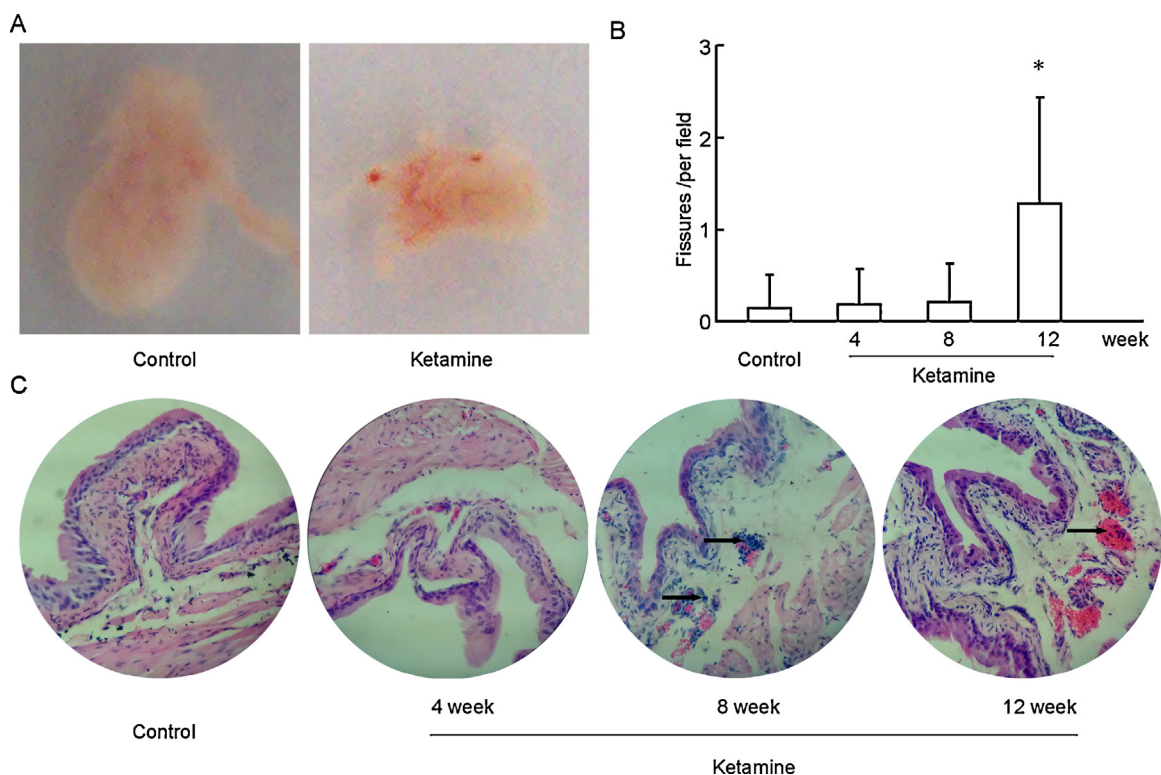 A
Control
Ketamine
B
Fissures /per field
3
2
1
0
*
4 8 12 week
Control
Ketamine
C
Control
4 week
8 week
12 week
Ketamine